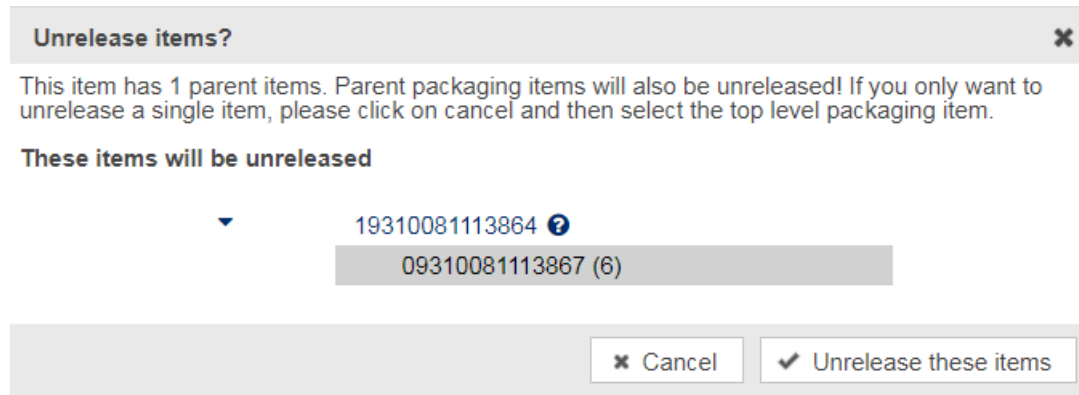 Unrelease items?
This item has 1 parent items. Parent packaging items will also be unreleased! If you only want to
unrelease a single item, please click on cancel and then select the top level packaging item.
These items will be unreleased
19310081113864
09310081113867 (6)
Cancel
Unrelease these items